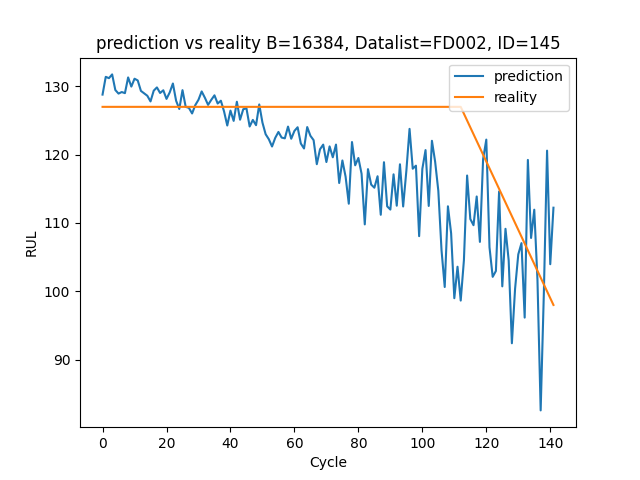 prediction vs reality B=16384, Datalist=FD002, ID=145
prediction
reality
130
120
110
100
90
RUL
0 20 40 60 80 100 120 140
Cycle